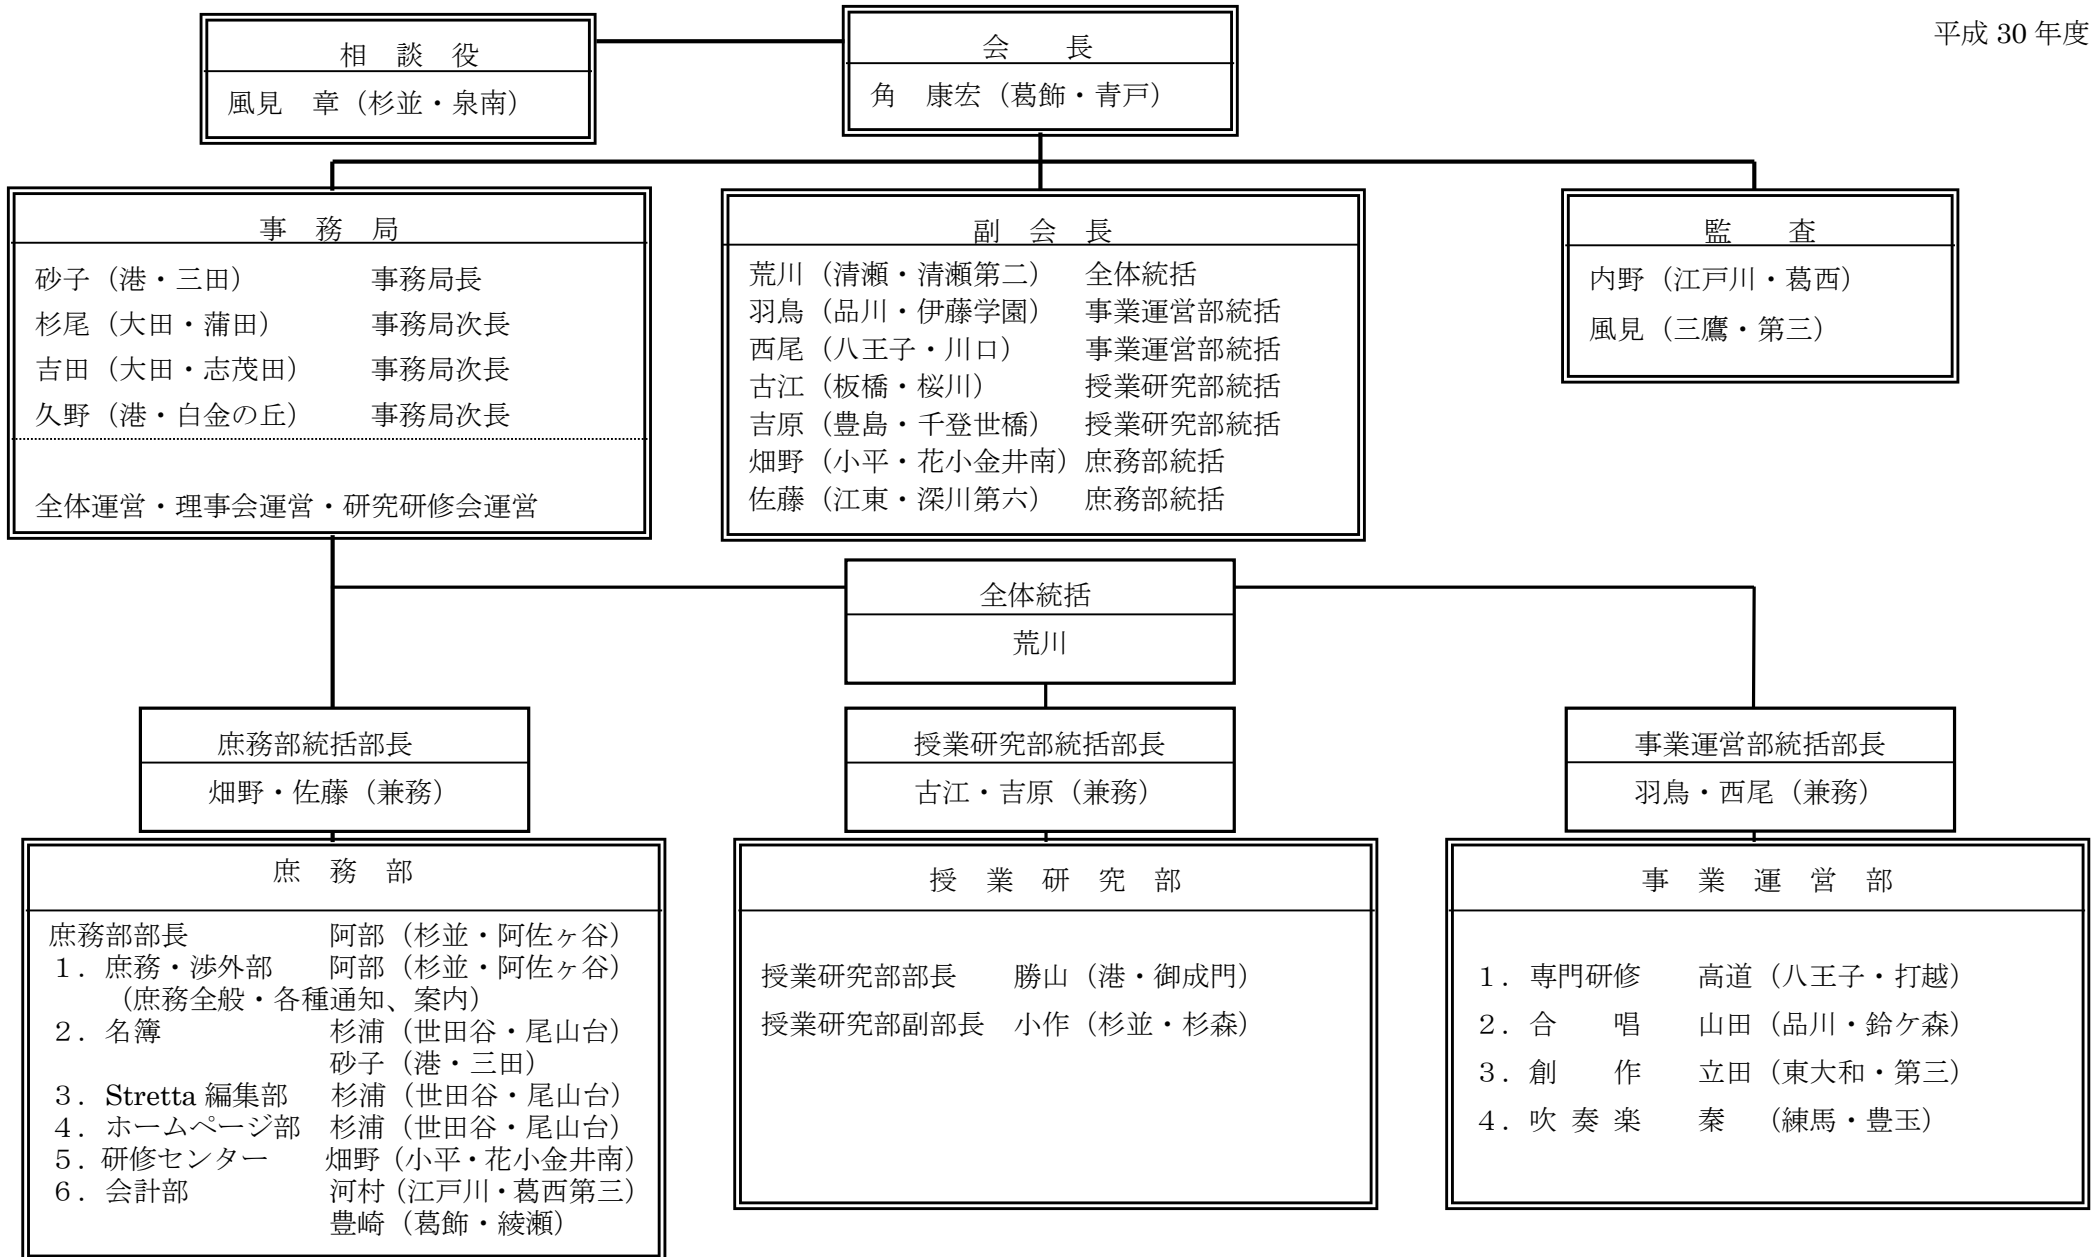 平成 30 年度
相　談　役
風見　章（杉並・泉南）
会　　長
角　康宏（葛飾・青戸）
事　務　局
砂子（港・三田）　事務局長
杉尾（大田・蒲田）　事務局次長
吉田（大田・志茂田）　事務局次長
久野（港・白金の丘）　事務局次長
全体運営・理事会運営・研究研修会運営
副　会　長
荒川（清瀬・清瀬第二）　全体統括
羽鳥（品川・伊藤学園）　事業運営部統括
西尾（八王子・川口）　事業運営部統括
古江（板橋・桜川）　授業研究部統括
吉原（豊島・千登世橋）　授業研究部統括
畑野（小平・花小金井南）庶務部統括
佐藤（江東・深川第六）　庶務部統括
監　　査
内野（江戸川・葛西）
風見（三鷹・第三）
全体統括
荒川
庶務部統括部長
畑野・佐藤（兼務）
授業研究部統括部長
古江・吉原（兼務）
事業運営部統括部長
羽鳥・西尾（兼務）
庶　務　部
庶務部部長　阿部（杉並・阿佐ヶ谷）
１．庶務・渉外部　阿部（杉並・阿佐ヶ谷）
（庶務全般・各種通知、案内）
２．名簿　杉浦（世田谷・尾山台）
砂子（港・三田）
３．Stretta 編集部　杉浦（世田谷・尾山台）
４．ホームページ部　杉浦（世田谷・尾山台）
５．研修センター　畑野（小平・花小金井南）
６．会計部　河村（江戸川・葛西第三）
豊崎（葛飾・綾瀬）
授　業　研　究　部
授業研究部部長　勝山（港・御成門）
授業研究部副部長　小作（杉並・杉森）
事　業　運　営　部
１．専門研修　高道（八王子・打越）
２．合　　唱　山田（品川・鈴ケ森）
３．創　　作　立田（東大和・第三）
４．吹 奏 楽　秦　（練馬・豊玉）